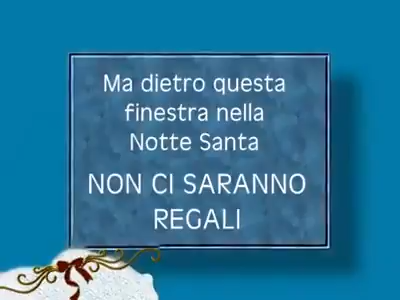 Ma dietro questa
finestra nella
Notte Santa
NON CI SARANNO
REGALI